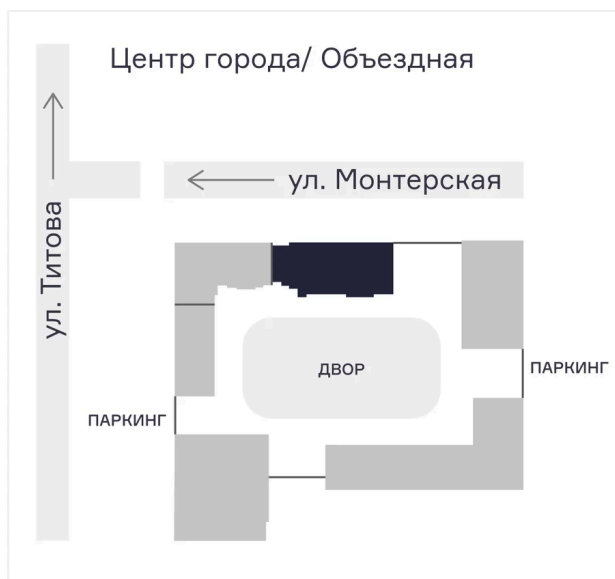 Центр города/ Объездная
ул. Монтерская
ул. Титова
ДВОР
ПАРКИНГ
ПАРКИНГ